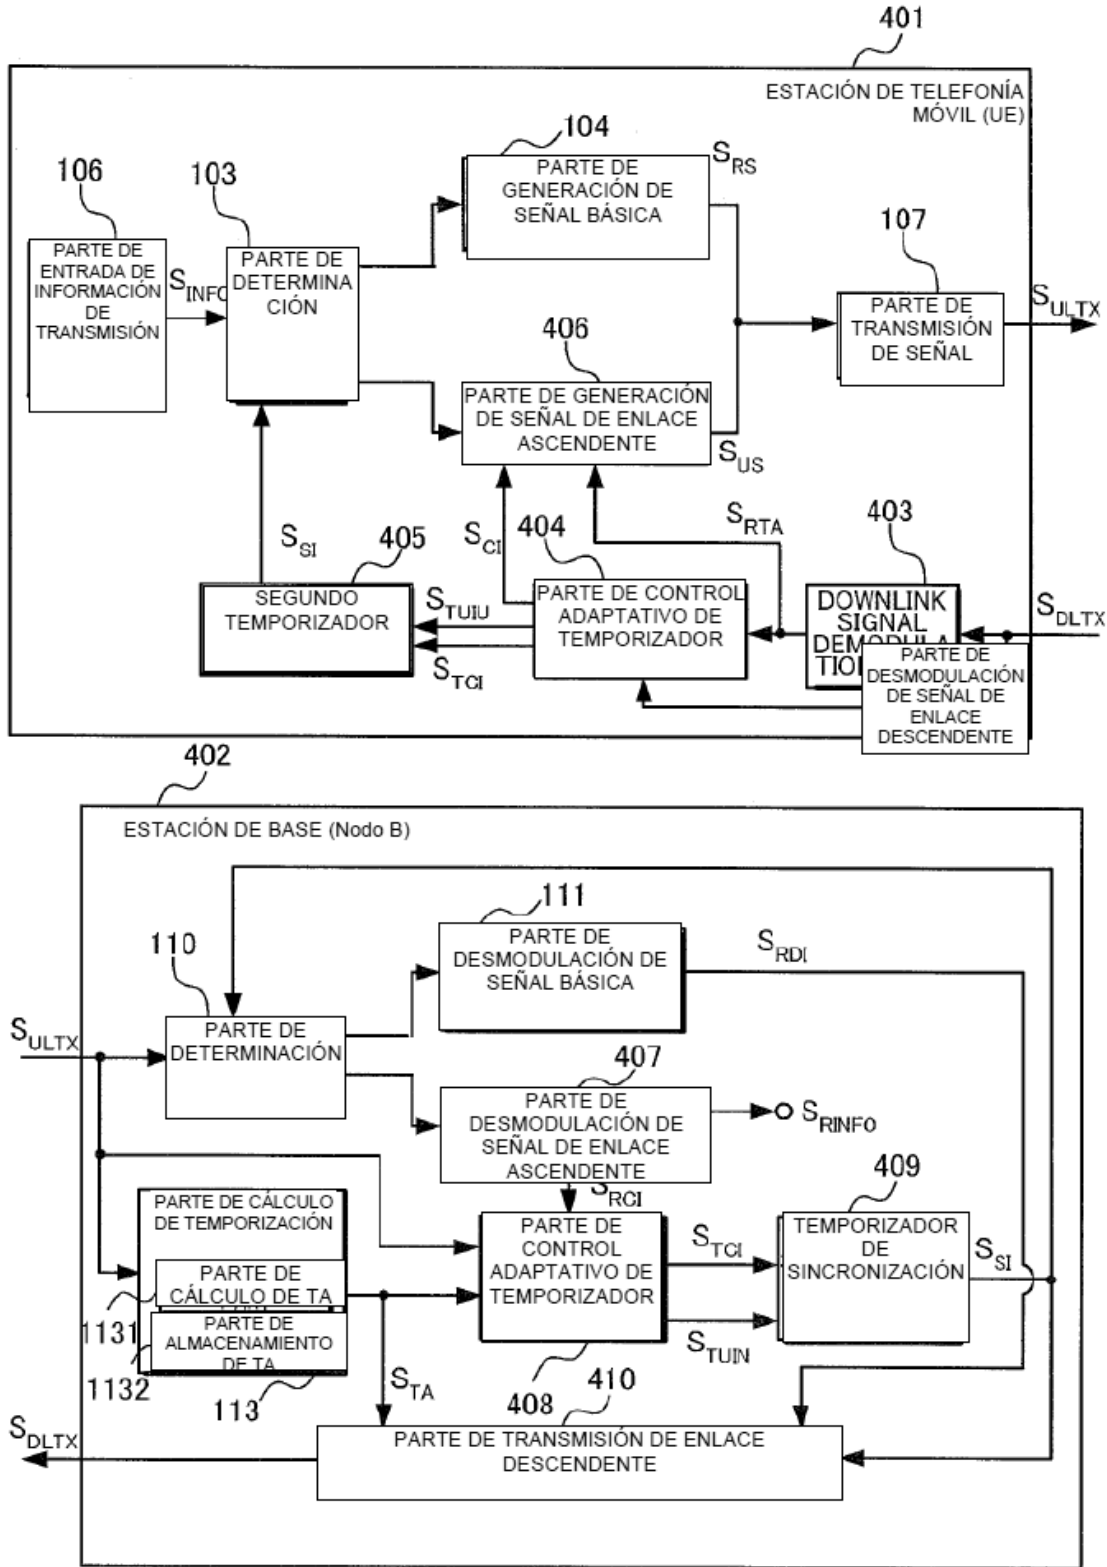 401
ESTACIÓN DE TELEFONÍA
MÓVIL (UE)
104
PARTE DE
GENERACIÓN DE
SEÑAL BÁSICA
S_RS
106
PARTE DE
ENTRADA DE
INFORMACIÓN
DE
TRANSMISIÓN
S_INFO
103
PARTE DE
DETERMINA
CIÓN
107
PARTE DE
TRANSMISIÓN
DE SEÑAL
S_ULTX
406
PARTE DE GENERACIÓN
DE SEÑAL DE ENLACE
ASCENDENTE
S_US
S_SI
405
SEGUNDO
TEMPORIZADOR
S_CI
404
S_RTA
403
S_TUIU
S_TCI
PARTE DE CONTROL
ADAPTATIVO DE
TEMPORIZADOR
DOWNLINK
SIGNAL
DEMODULA
TION
S_DLTX
PARTE DE
DESMODULACIÓN
DE SEÑAL DE
ENLACE
DESCENDENTE
402
ESTACIÓN DE BASE (Nodo B)
111
PARTE DE
DESMODULACIÓN DE
SEÑAL BÁSICA
S_RDI
110
S_ULTX
PARTE DE
DETERMINACIÓN
407
PARTE DE
DESMODULACIÓN DE
SEÑAL DE ENLACE
ASCENDENTE
S_RINFO
S_RCI
409
PARTE DE CÁLCULO
DE TEMPORIZACIÓN
PARTE DE
CÁLCULO DE TA
1131
PARTE DE
ALMACENAMIENTO
DE TA
1132
113
PARTE DE
CONTROL
ADAPTATIVO DE
TEMPORIZADOR
S_TCI
S_TUIN
TEMPORIZADOR
DE
SINCRONIZACIÓN
S_SI
S_TA
408
410
S_DLTX
PARTE DE TRANSMISIÓN DE ENLACE
DESCENDENTE